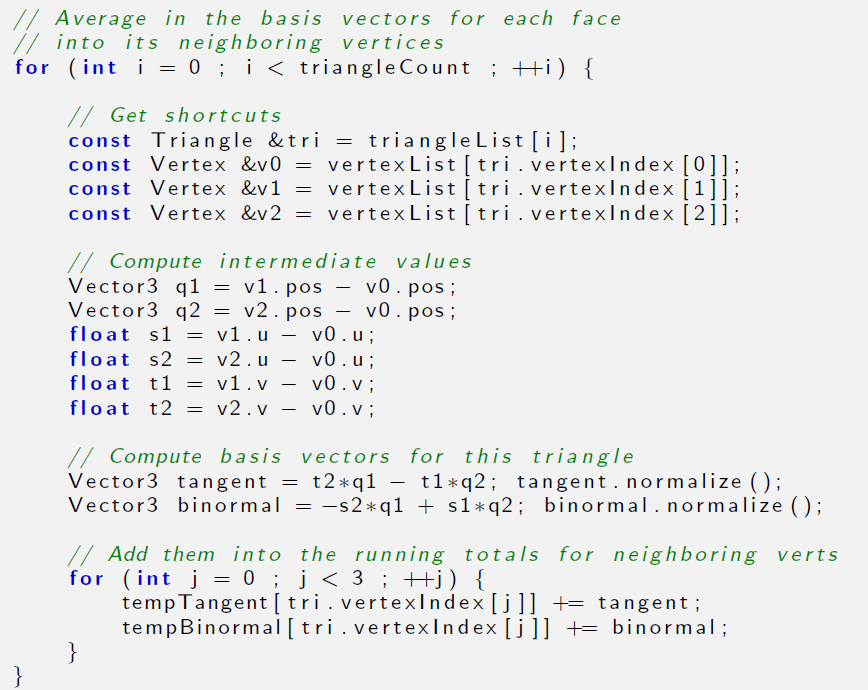 // Average in the basis vectors for each face
// into its neighboring vertices
for (int i = 0 ; i < triangleCount ; ++i) {
// Get shortcuts
const Triangle &tri = triangleList[i];
const Vertex &v0 = vertexList[tri.vertexIndex[0]];
const Vertex &v1 = vertexList[tri.vertexIndex[1]];
const Vertex &v2 = vertexList[tri.vertexIndex[2]];
// Compute intermediate values
Vector3 q1 = v1.pos − v0.pos;
Vector3 q2 = v2.pos − v0.pos;
float s1 = v1.u − v0.u;
float s2 = v2.u − v0.u;
float t1 = v1.v − v0.v;
float t2 = v2.v − v0.v;
// Compute basis vectors for this triangle
Vector3 tangent = t2*q1 − t1*q2; tangent.normalize();
Vector3 binormal = −s2*q1 + s1*q2; binormal.normalize();
// Add them into the running totals for neighboring verts
for (int j = 0 ; j < 3 ; ++j) {
tempTangent[tri.vertexIndex[j]] += tangent;
tempBinormal[tri.vertexIndex[j]] += binormal;
}
}